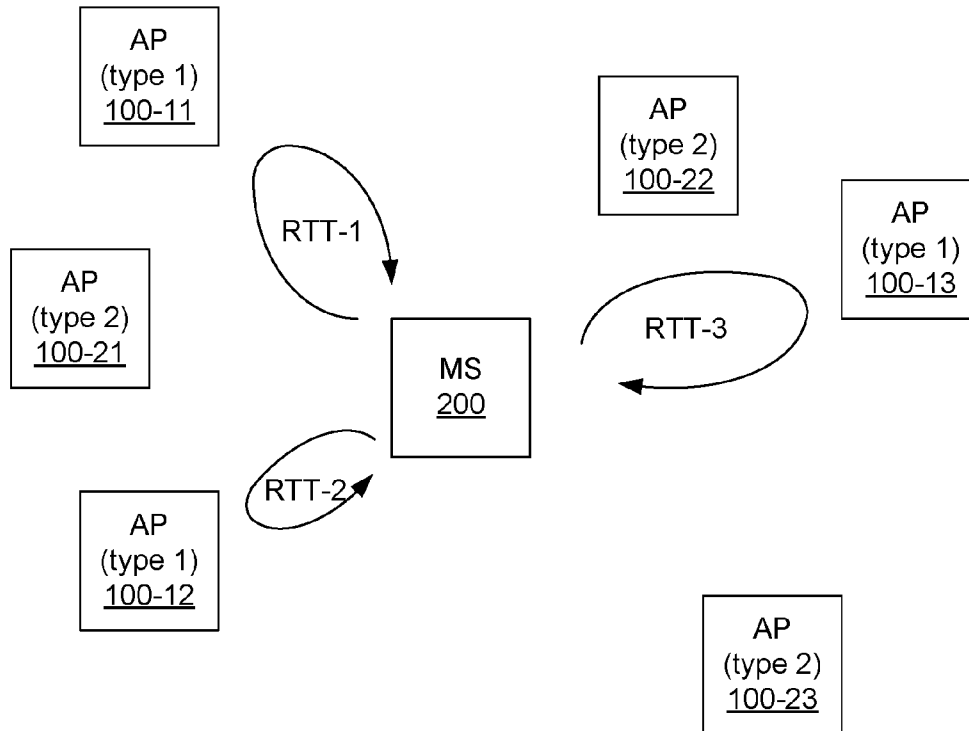 AP
(type 1)
100-11
AP
(type 2)
100-22
AP
(type 1)
100-13
RTT-1
AP
(type 2)
100-21
RTT-3
MS
200
RTT-2
AP
(type 1)
100-12
AP
(type 2)
100-23